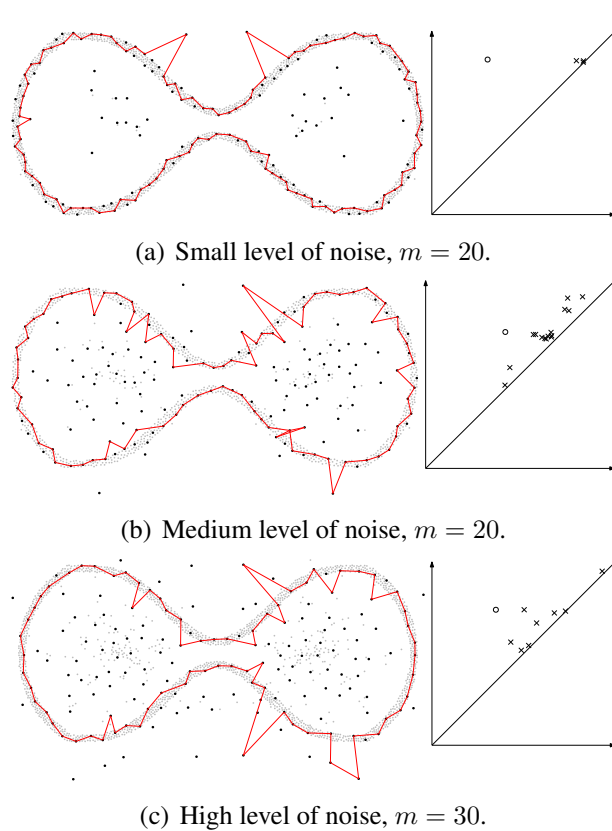 (a) Small level of noise, m = 20.
(b) Medium level of noise, m = 20.
(c) High level of noise, m = 30.